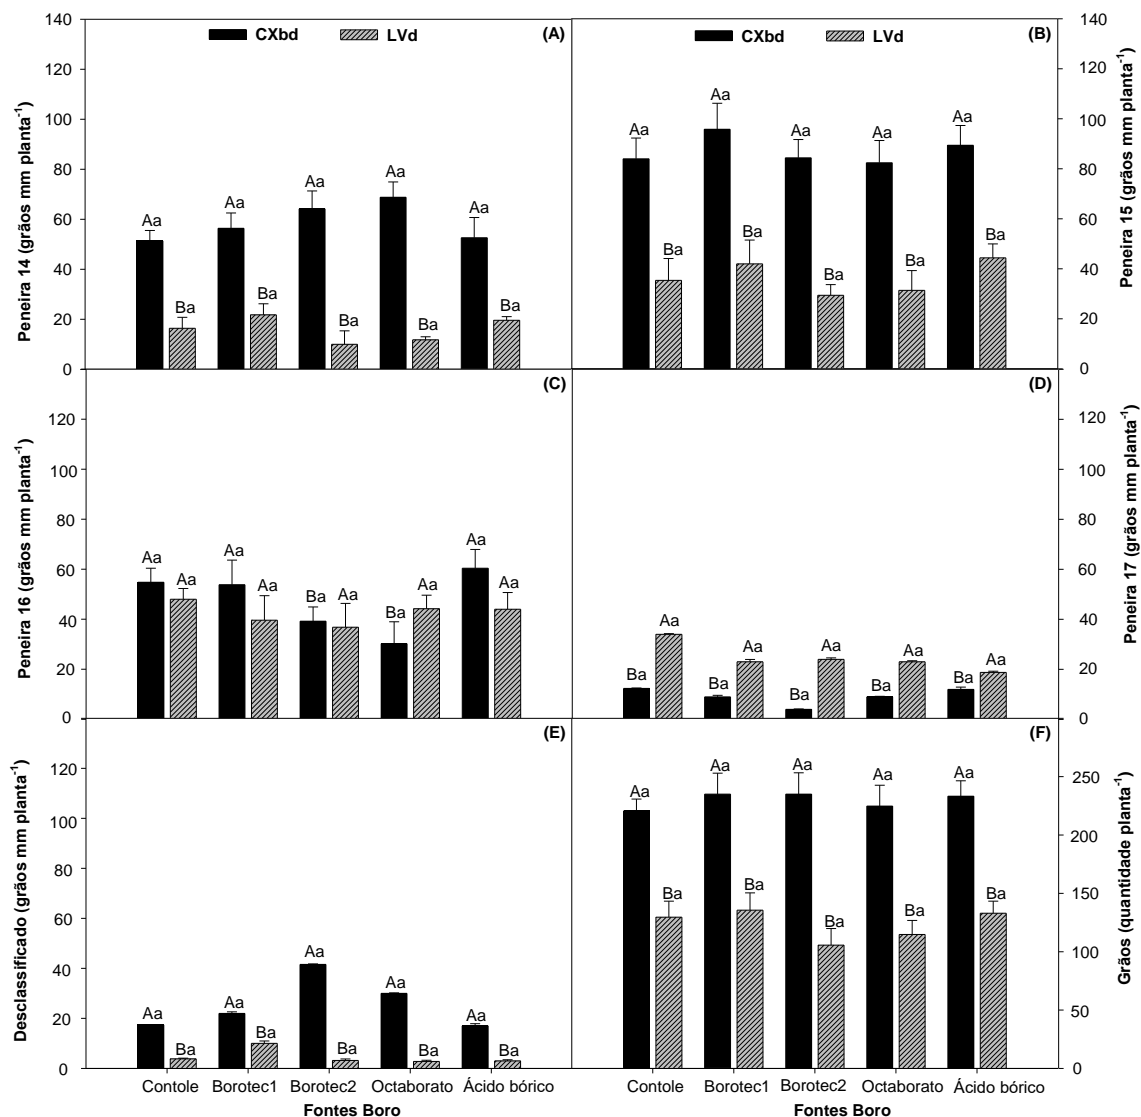 CXbd LVd (A)
Peneira 14 (grãos mm planta-1)
140
120
100
80
60
40
20
0
Aa Aa Aa Aa Aa
Ba Ba Ba Ba Ba
CXbd LVd (B)
Peneira 15 (grãos mm planta-1)
140
120
100
80
60
40
20
0
Aa Aa Aa Aa Aa
Ba Ba Ba Ba Ba
(C)
Peneira 16 (grãos mm planta-1)
120
100
80
60
40
20
0
Aa Aa Aa Aa Ba Aa Ba Aa Aa Aa
(D)
Peneira 17 (grãos mm planta-1)
120
100
80
60
40
20
0
Ba Aa Ba Aa Ba Aa Ba Aa Ba Aa
(E)
Desclassificado (grãos mm planta-1)
120
100
80
60
40
20
0
Aa Ba Aa Ba Aa Ba Aa Ba Aa Ba
Contole Borotec1 Borotec2 Octaborato Ácido bórico
Fontes Boro
(F)
Grãos (quantidade planta-1)
250
200
150
100
50
0
Aa Ba Aa Ba Aa Ba Aa Ba Aa Ba
Contole Borotec1 Borotec2 Octaborato Ácido bórico
Fontes Boro